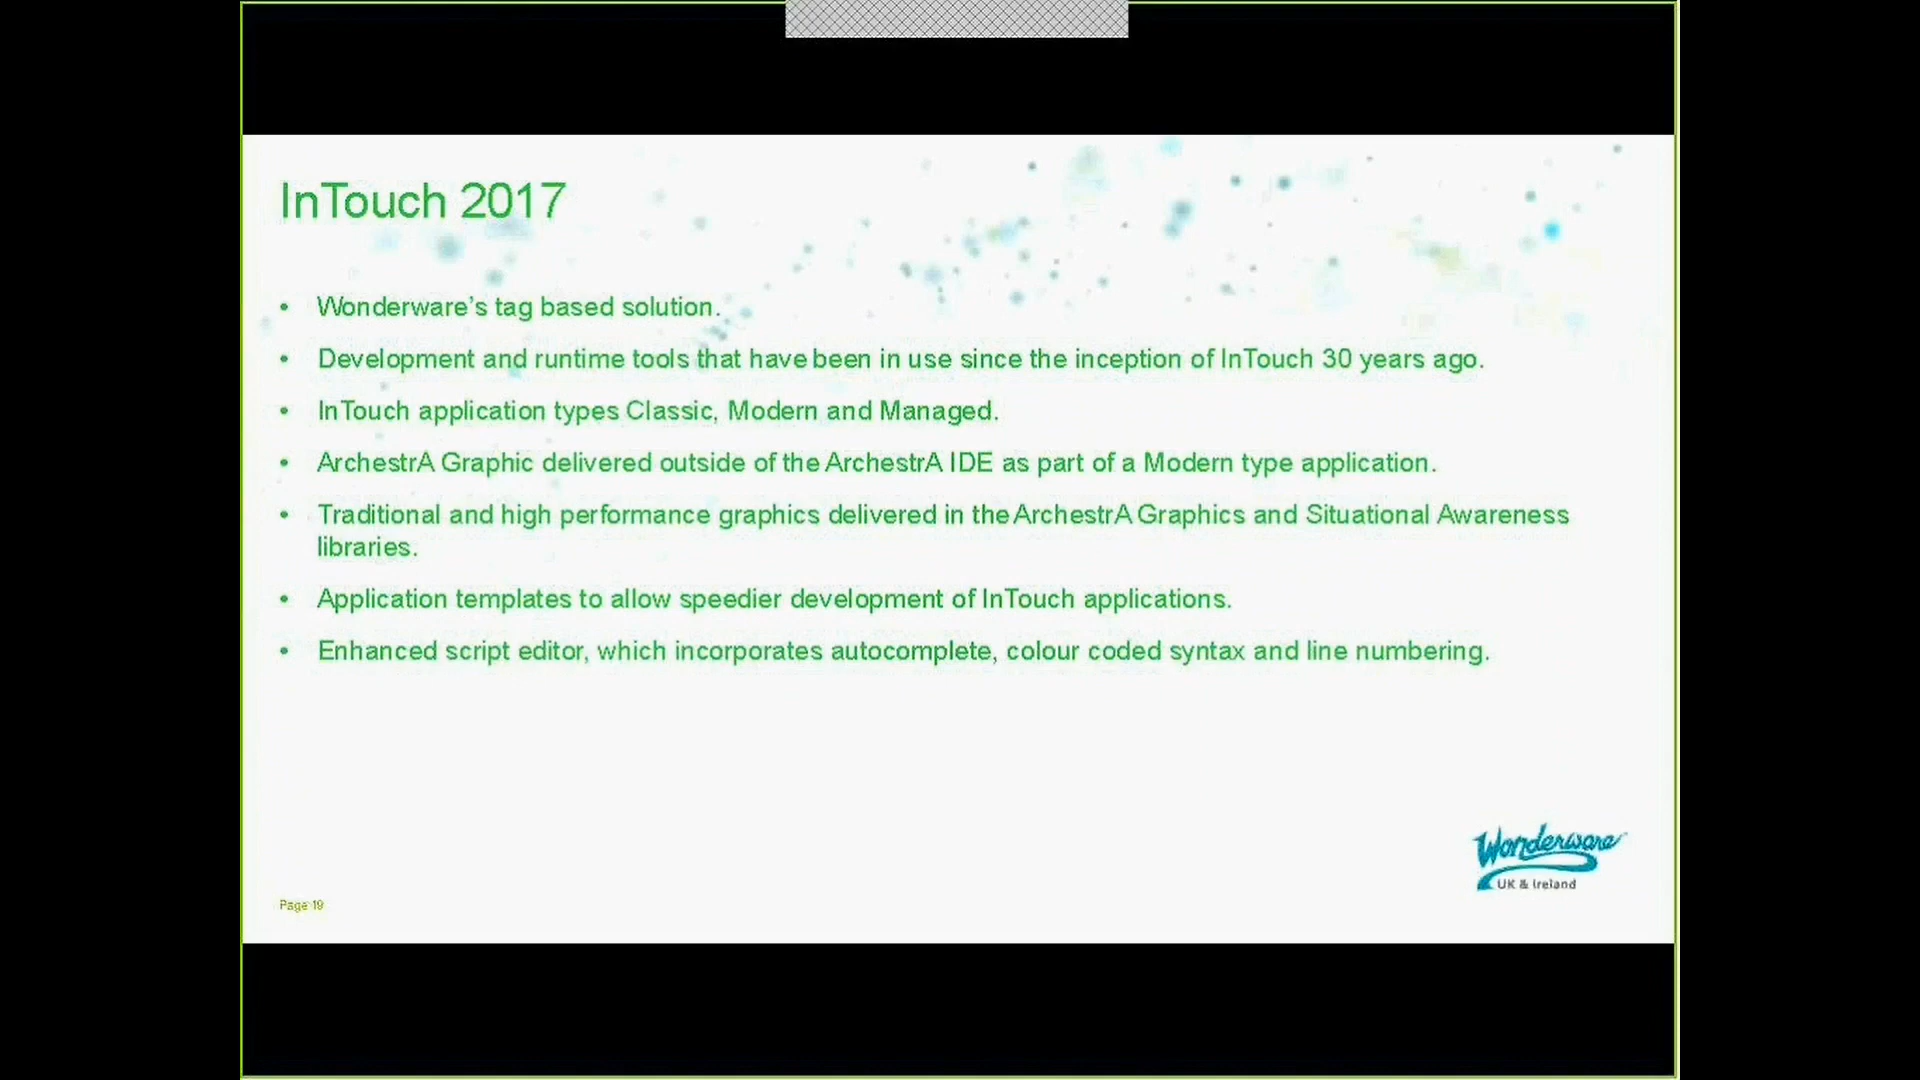 InTouch 2017
• Wonderware's tag based solution.
• Development and runtime tools that have been in use since the inception of InTouch 30 years ago.
• InTouch application types Classic, Modern and Managed.
• ArchestrA Graphic delivered outside of the ArchestrA IDE as part of a Modern type application.
• Traditional and high performance graphics delivered in the ArchestrA Graphics and Situational Awareness
libraries.
• Application templates to allow speedier development of InTouch applications.
• Enhanced script editor, which incorporates autocomplete, colour coded syntax and line numbering.
Wonderware
UK & Ireland
Page 19